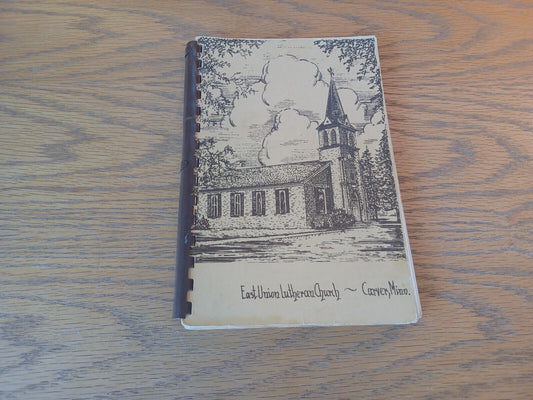 East Union Lutheran Church ~ Carver, Minn.